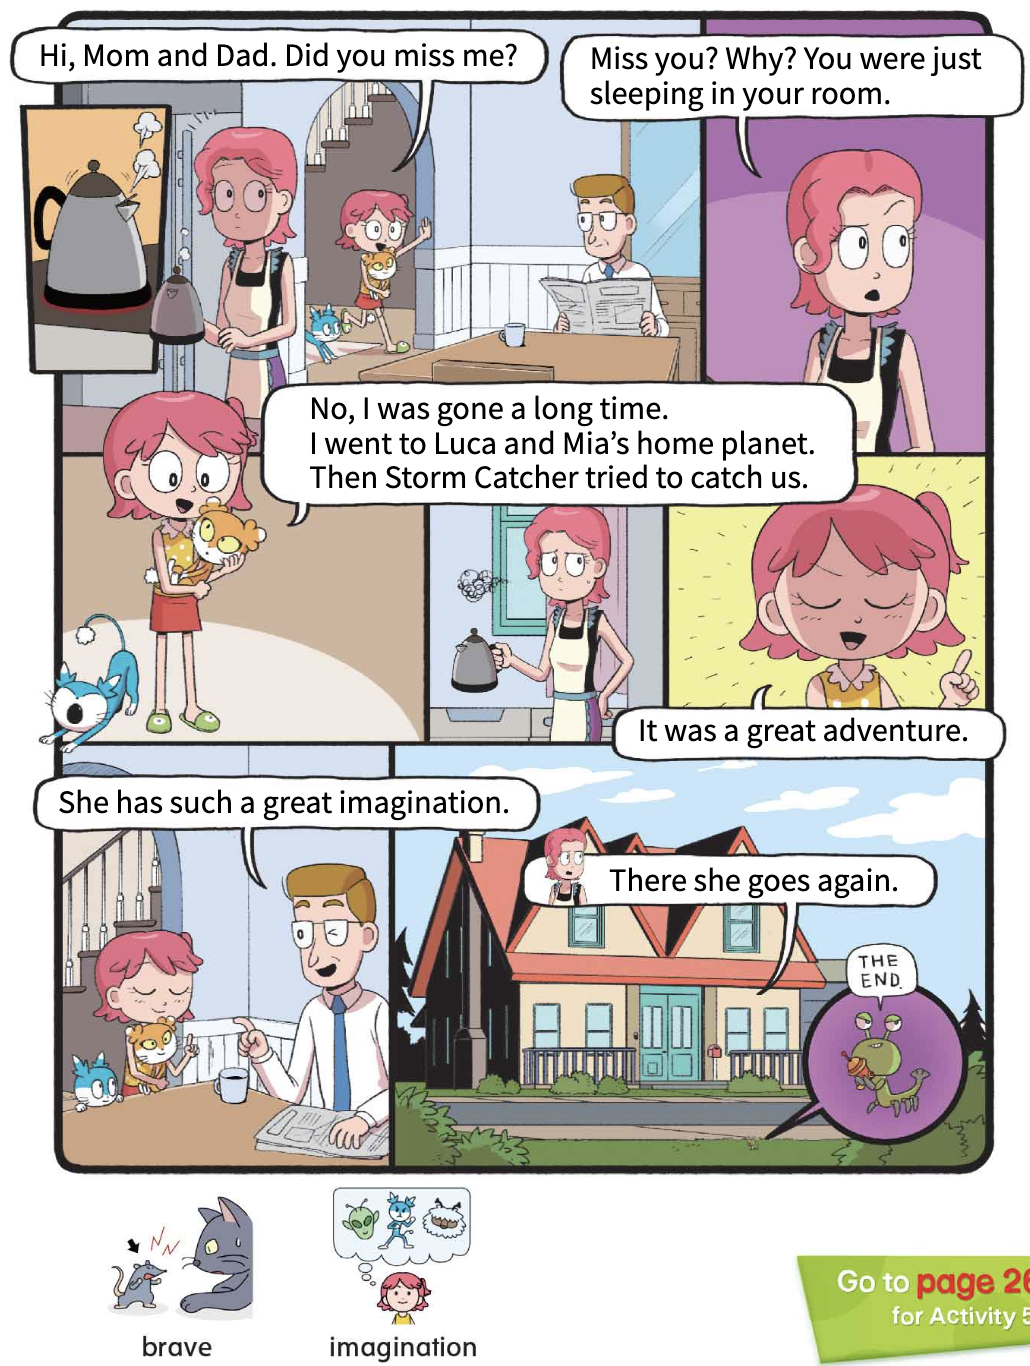 Hi, Mom and Dad. Did you miss me?
Miss you? Why? You were just
sleeping in your room.
No, I was gone a long time.
I went to Luca and Mia's home planet.
Then Storm Catcher tried to catch us.
It was a great adventure.
She has such a great imagination.
There she goes again.
THE
END.
brave
imagination
Go to page 26
for Activity 5